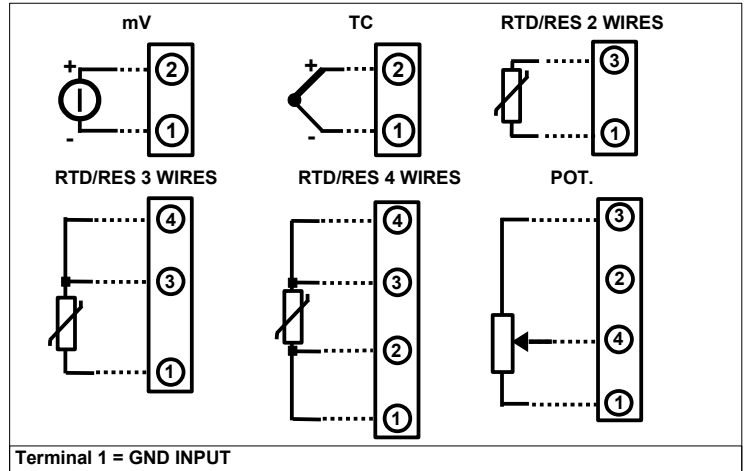 mV TC RTD/RES 2 WIRES
+ 2 + 2 3
- 1 - 1 1
RTD/RES 3 WIRES RTD/RES 4 WIRES POT.
4 4 3
3 3 2
2 4
1 1 1
Terminal 1 = GND INPUT